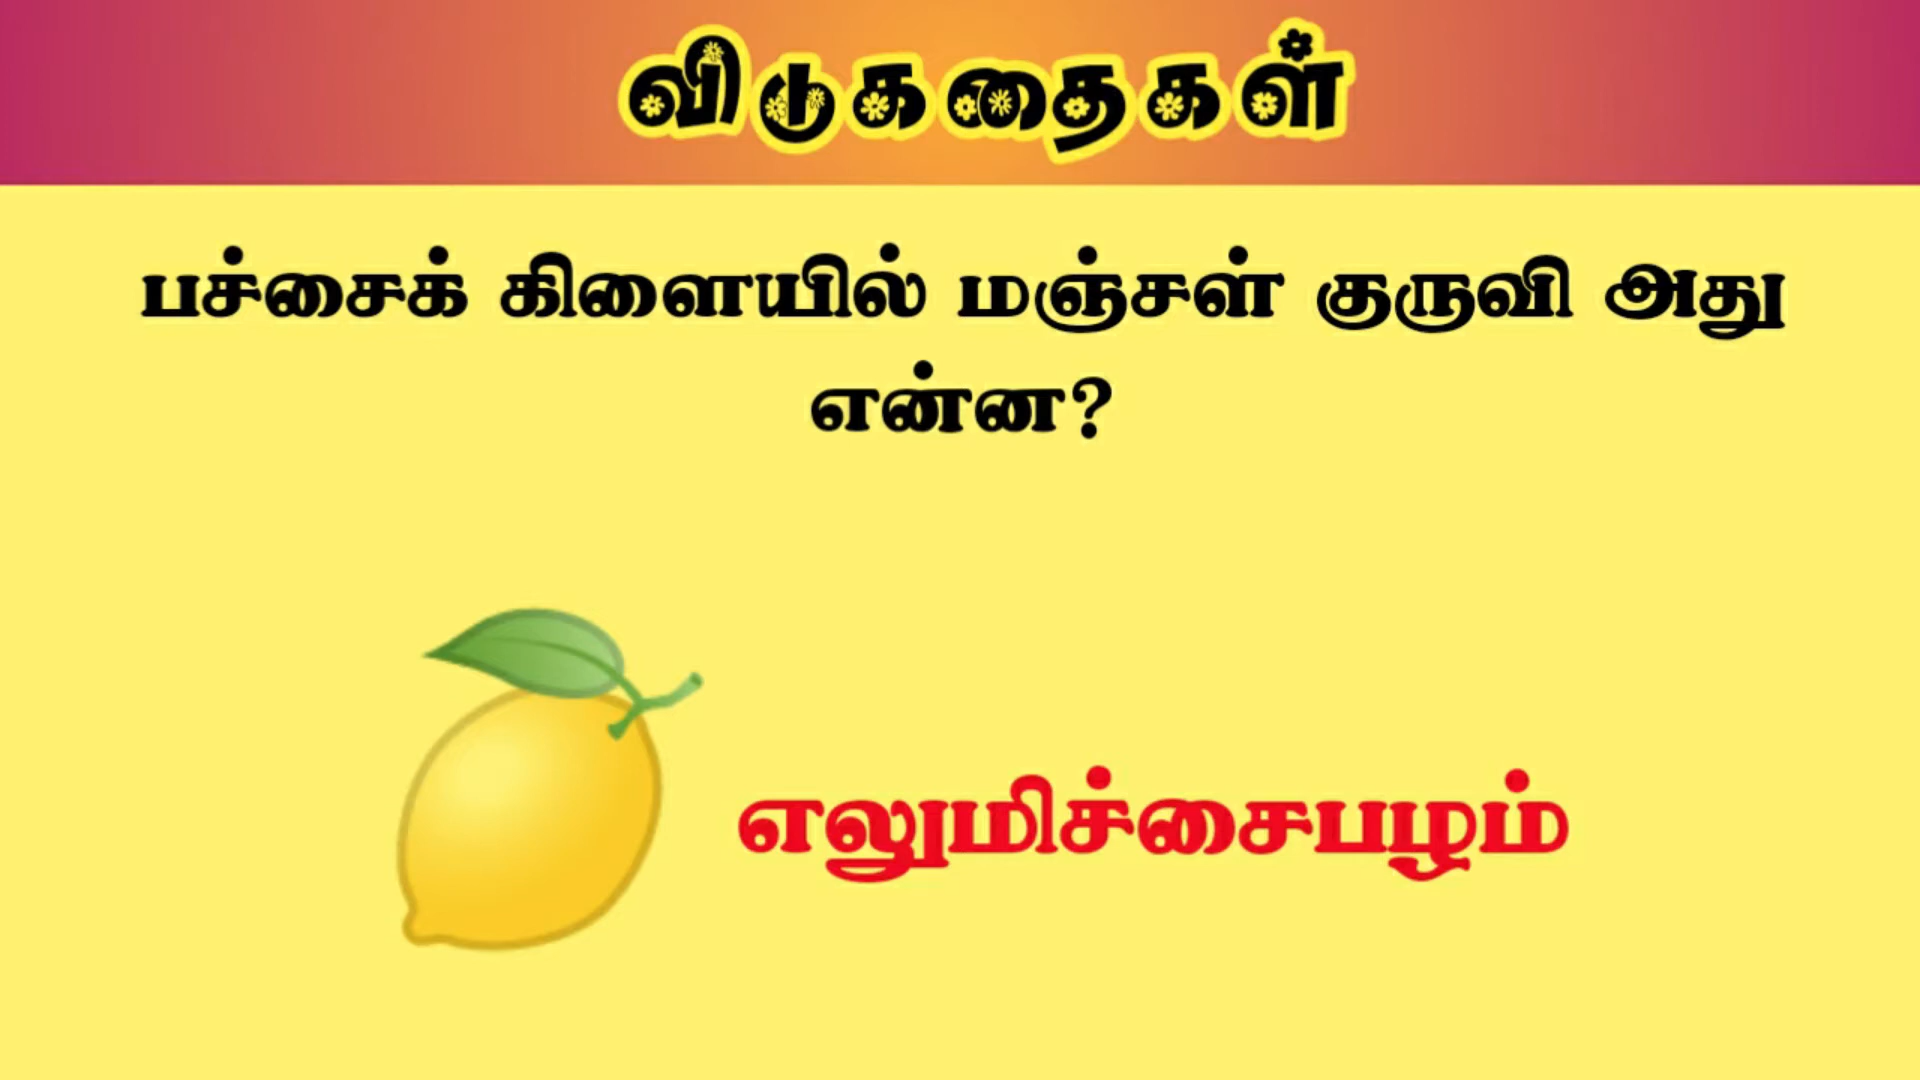 விடுகதைகள்
பச்சைக் கிளையில் மஞ்சள் குருவி அது
என்ன?
எலுமிச்சைபழம்